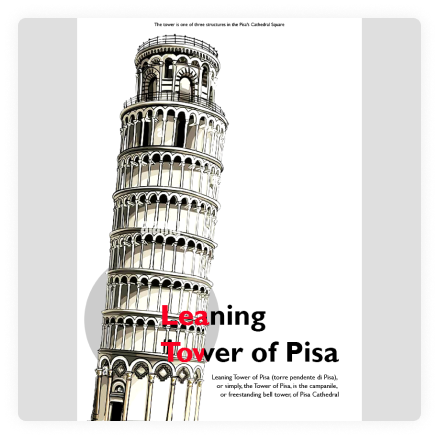 The tower is one of three structures in the Pisa's Cathedral Square
Leaning
Tower of Pisa
Leaning Tower of Pisa (torre pendente di Pisa),
or simply, the Tower of Pisa, is the campanile,
or freestanding bell tower, of Pisa Cathedral